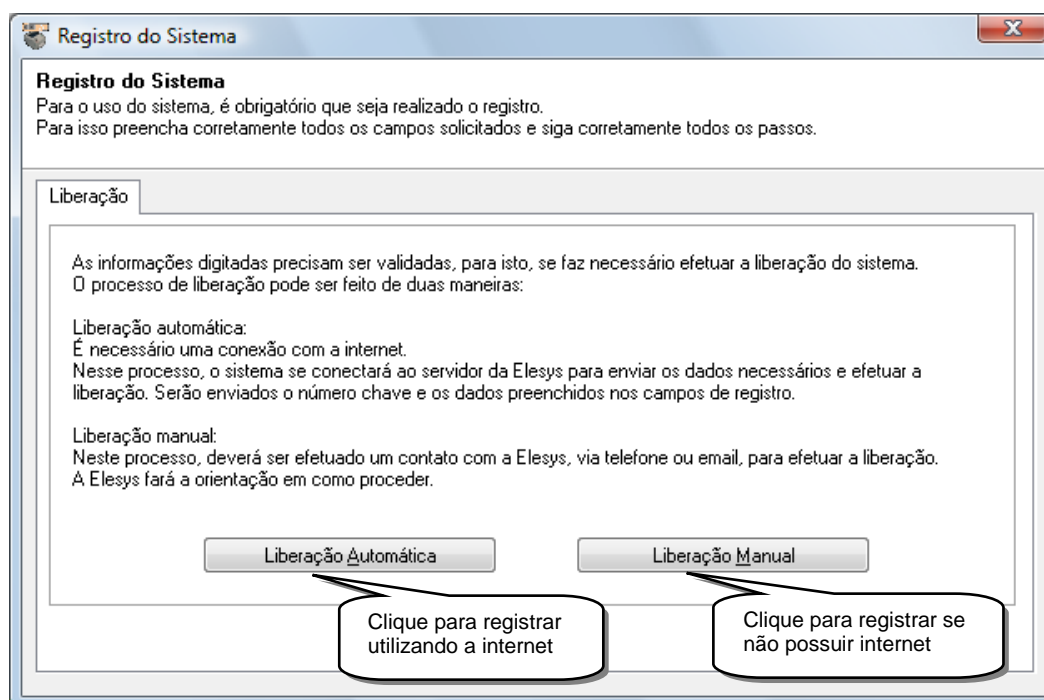 Registro do Sistema
Registro do Sistema
Para o uso do sistema, é obrigatório que seja realizado o registro.
Para isso preencha corretamente todos os campos solicitados e siga corretamente todos os passos.
Liberação
As informações digitadas precisam ser validadas, para isto, se faz necessário efetuar a liberação do sistema.
O processo de liberação pode ser feito de duas maneiras:
Liberação automática:
É necessário uma conexão com a internet.
Nesse processo, o sistema se conectará ao servidor da Elesys para enviar os dados necessários e efetuar a
liberação. Serão enviados o número chave e os dados preenchidos nos campos de registro.
Liberação manual:
Neste processo, deverá ser efetuado um contato com a Elesys, via telefone ou email, para efetuar a liberação.
A Elesys fará a orientação em como proceder.
Liberação Automática
Liberação Manual
Clique para registrar
utilizando a internet
Clique para registrar se
não possuir internet